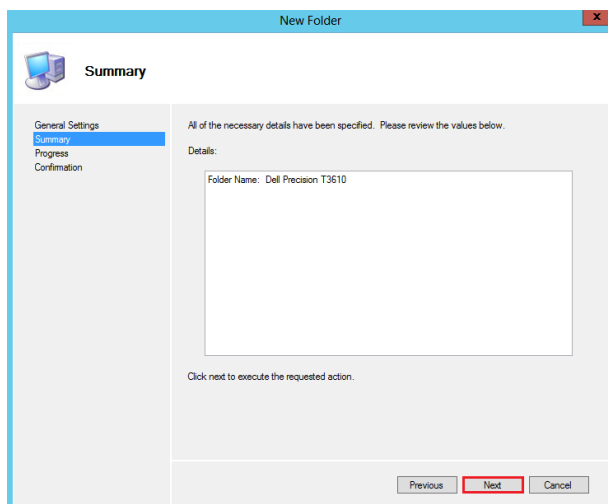 New Folder
x
Summary
General Settings
Summary
Progress
Confirmation
All of the necessary details have been specified. Please review the values below.
Details:
Folder Name: Dell Precision T3610
Click next to execute the requested action.
Previous Next Cancel